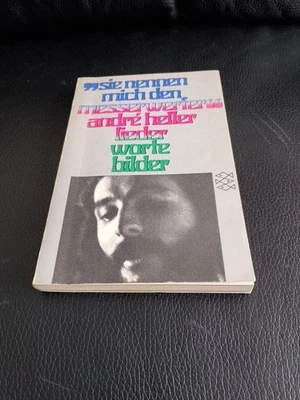 „sie nennen
mich den
messerwerfer“
andré heller
lieder
worte
bilder